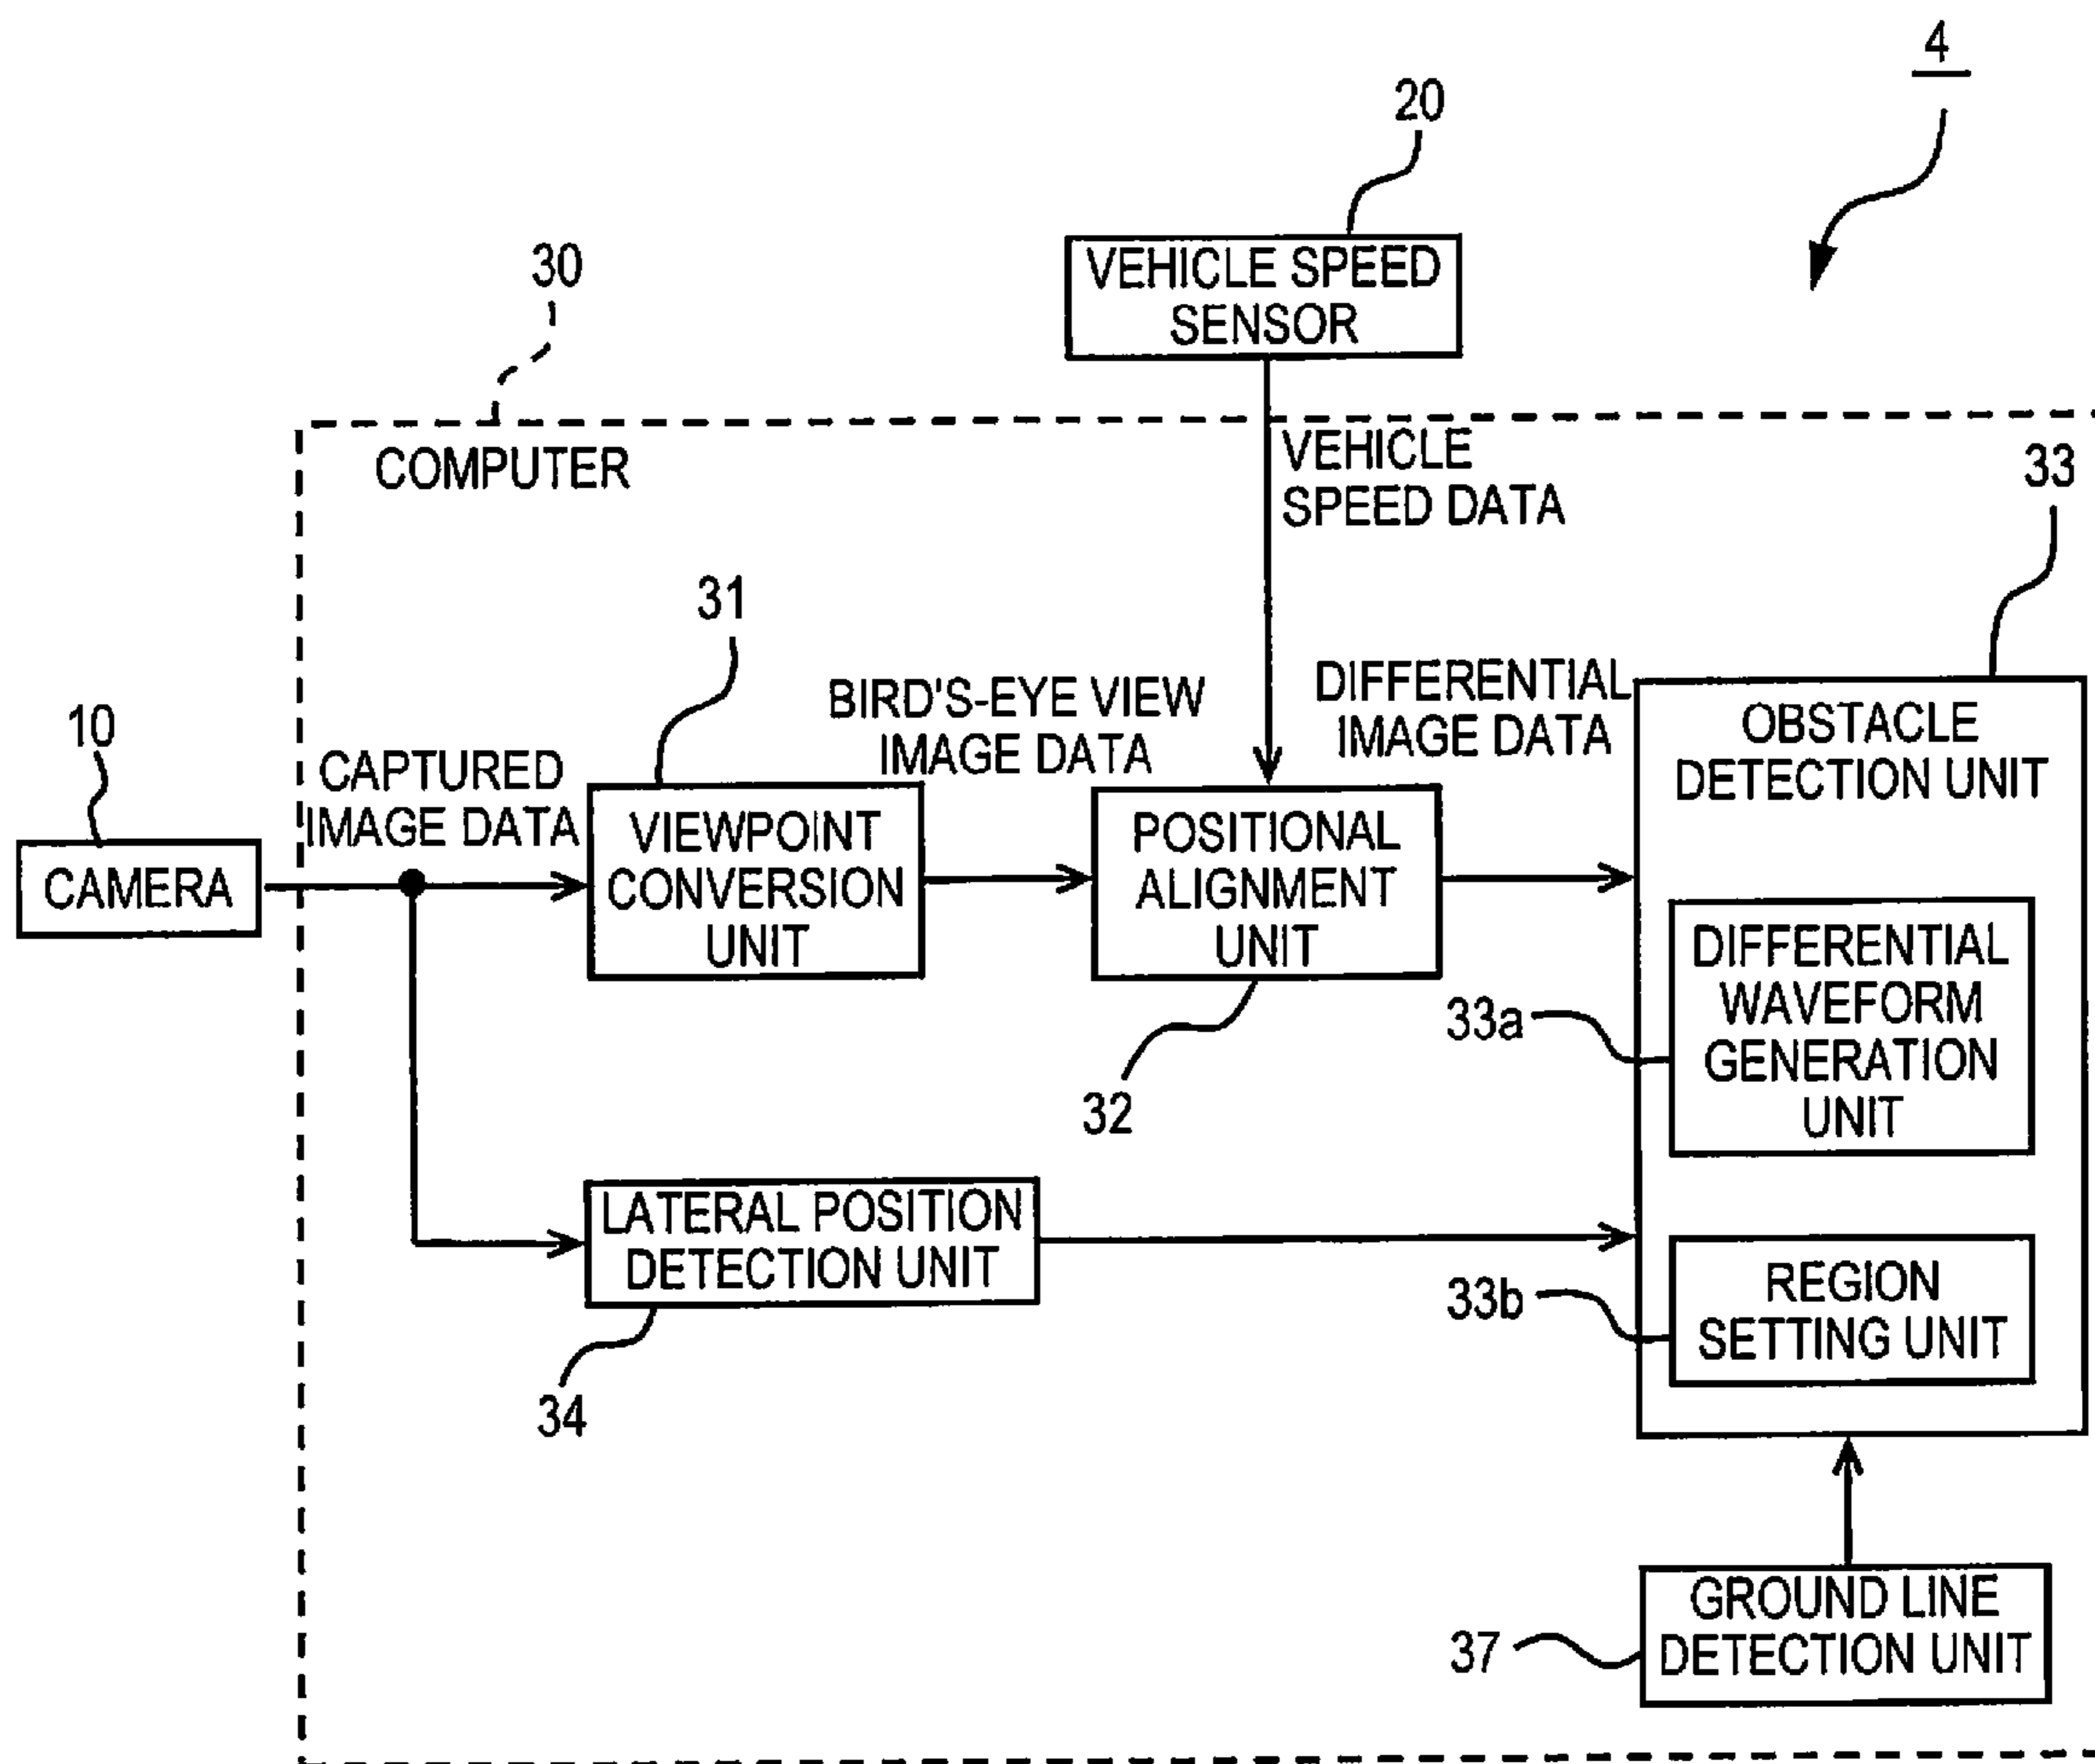 4
20
VEHICLE SPEED
SENSOR
30
COMPUTER
VEHICLE
SPEED DATA
33
31
BIRD'S-EYE VIEW
IMAGE DATA
DIFFERENTIAL
IMAGE DATA
OBSTACLE
DETECTION UNIT
10
CAPTURED
IMAGE DATA
CAMERA
VIEWPOINT
CONVERSION
UNIT
POSITIONAL
ALIGNMENT
UNIT
DIFFERENTIAL
WAVEFORM
GENERATION
UNIT
33a
32
LATERAL POSITION
DETECTION UNIT
34
33b
REGION
SETTING UNIT
GROUND LINE
DETECTION UNIT
37